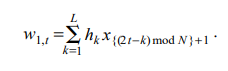 w_{1,t} = \sum_{k=1}^{L} h_k x_{\{(2t-k) \bmod N\}+1} .